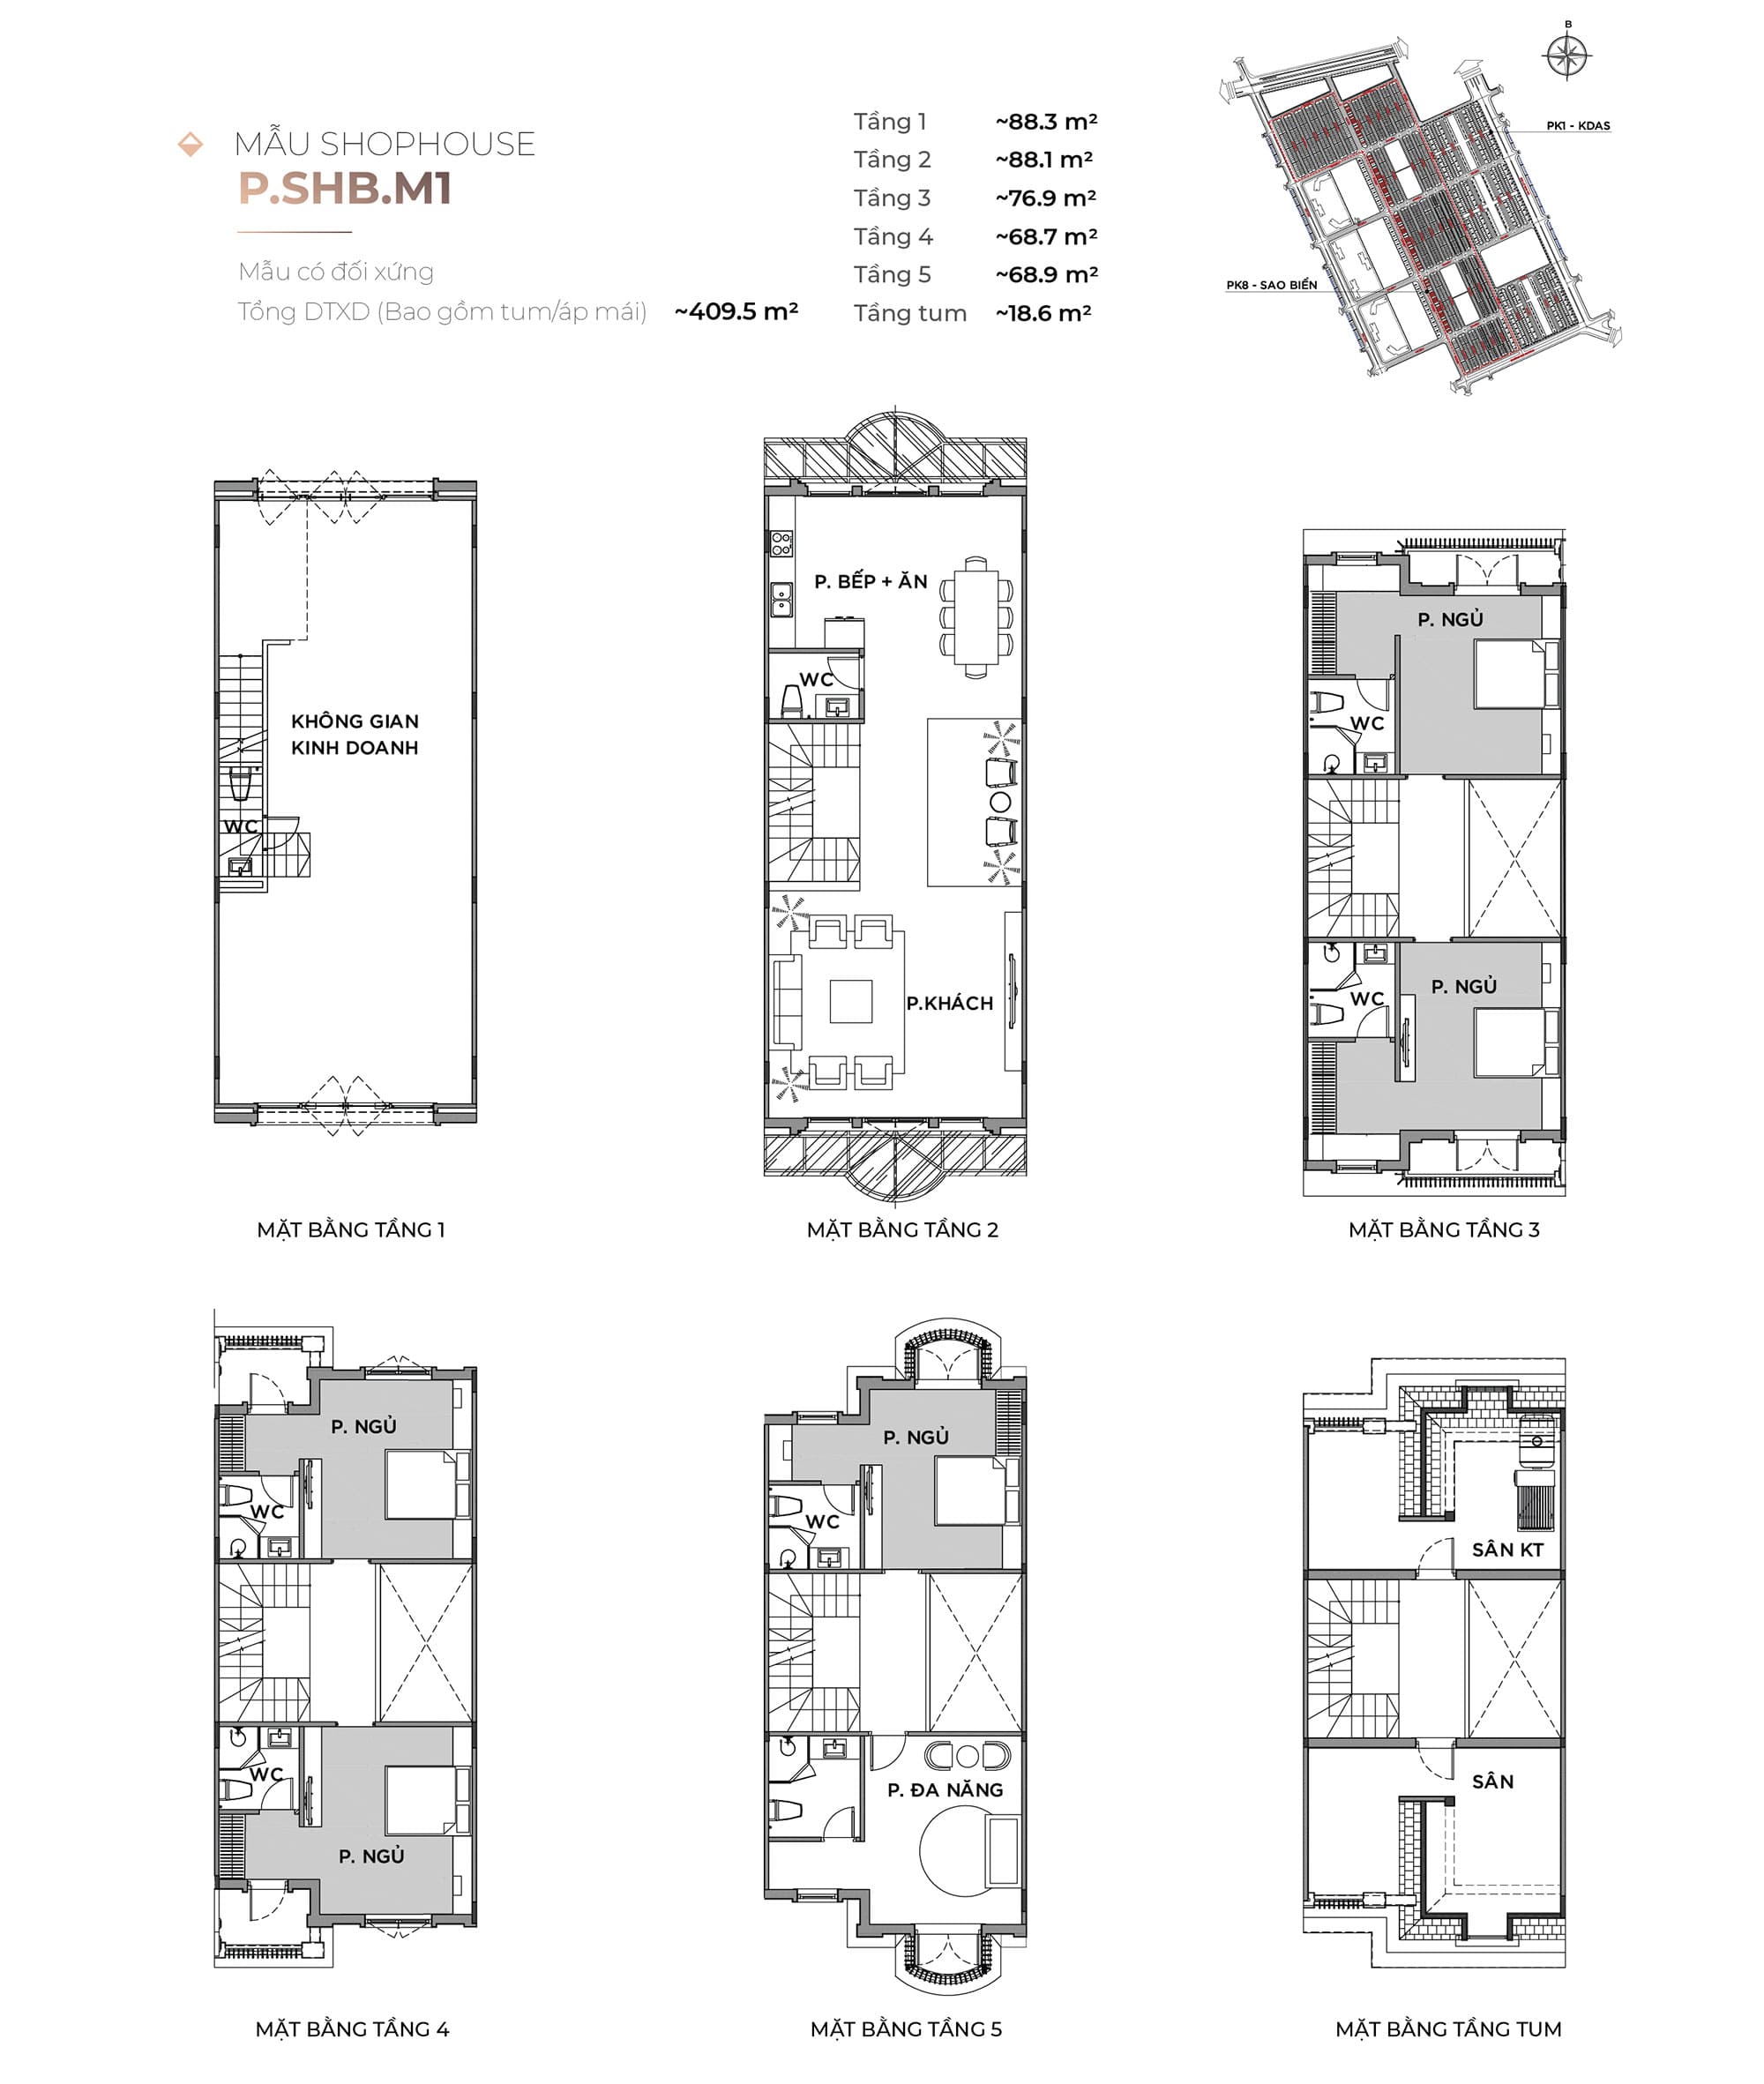 MẪU SHOPHOUSE
P.SHB.M1
Mẫu có đối xứng
Tổng DTXD (Bao gồm tum/áp mái) ~409.5 m²
Tầng 1 ~88.3 m²
Tầng 2 ~88.1 m²
Tầng 3 ~76.9 m²
Tầng 4 ~68.7 m²
Tầng 5 ~68.9 m²
Tầng tum ~18.6 m²
B
PK1 - KDAS
PK8 - SAO BIỂN
KHÔNG GIAN
KINH DOANH
WC
MẶT BẰNG TẦNG 1
P. BẾP + ĂN
WC
P.KHÁCH
MẶT BẰNG TẦNG 2
P. NGỦ
WC
WC
P. NGỦ
MẶT BẰNG TẦNG 3
P. NGỦ
WC
WC
P. NGỦ
MẶT BẰNG TẦNG 4
P. NGỦ
WC
P. ĐA NĂNG
MẶT BẰNG TẦNG 5
SÂN KT
SÂN
MẶT BẰNG TẦNG TUM